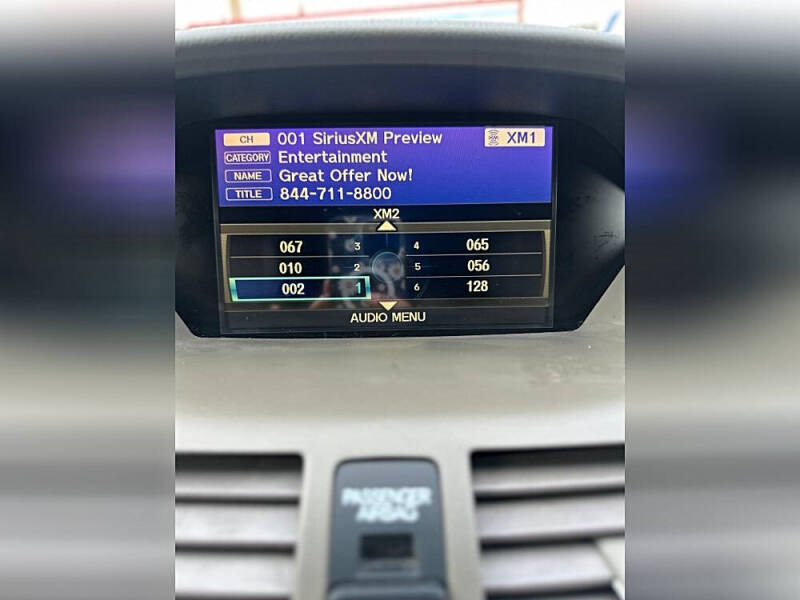 CH 001 SiriusXM Preview XM1
CATEGORY Entertainment
NAME Great Offer Now!
TITLE 844-711-8800
XM2
067 3 4 065
010 2 5 056
002 1 6 128
AUDIO MENU
PASSENGER
AIRBAG